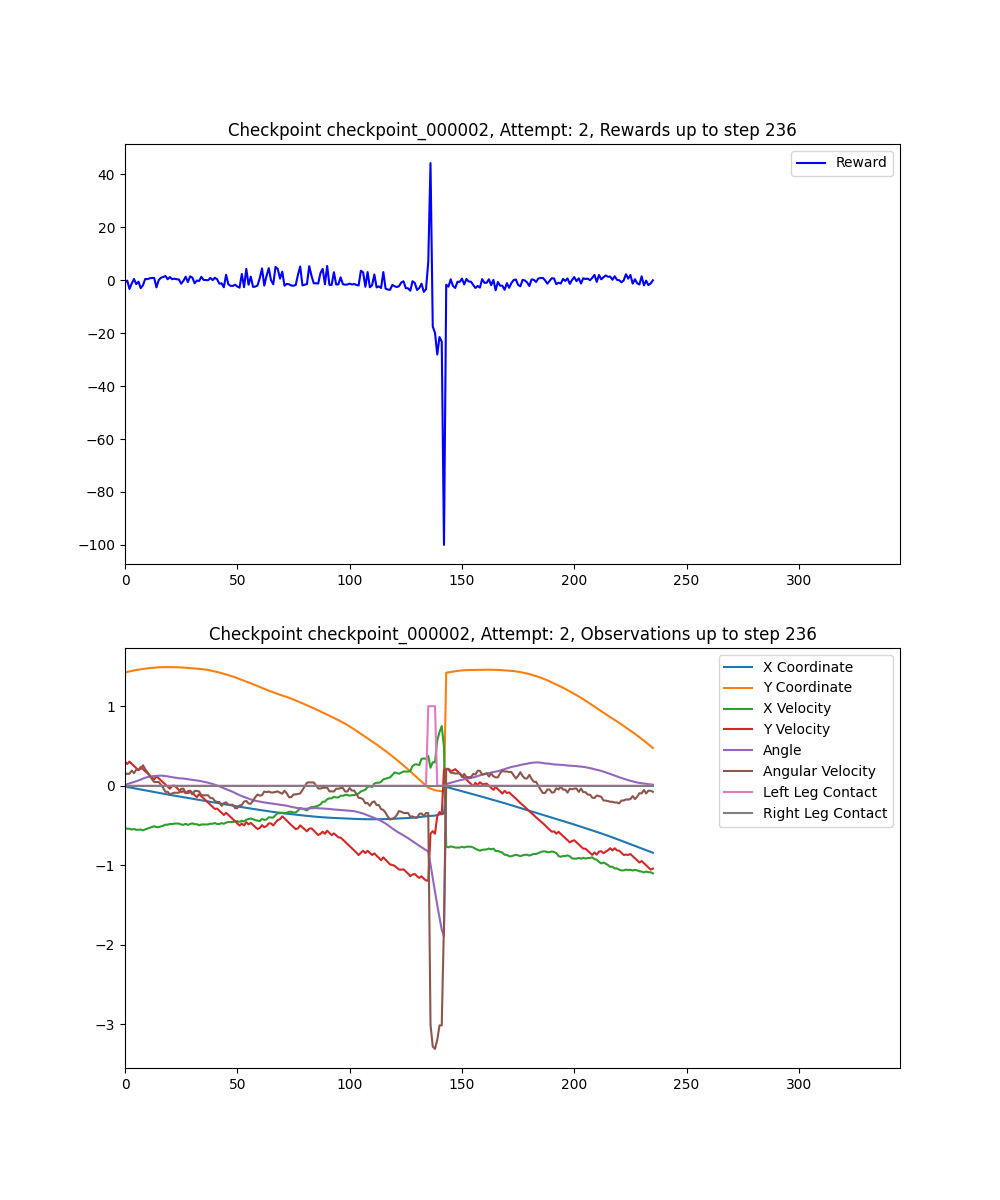 Checkpoint checkpoint_000002, Attempt: 2, Rewards up to step 236
Reward
40
20
0
−20
−40
−60
−80
−100
0 50 100 150 200 250 300
Checkpoint checkpoint_000002, Attempt: 2, Observations up to step 236
X Coordinate
Y Coordinate
X Velocity
Y Velocity
Angle
Angular Velocity
Left Leg Contact
Right Leg Contact
1
0
−1
−2
−3
0 50 100 150 200 250 300